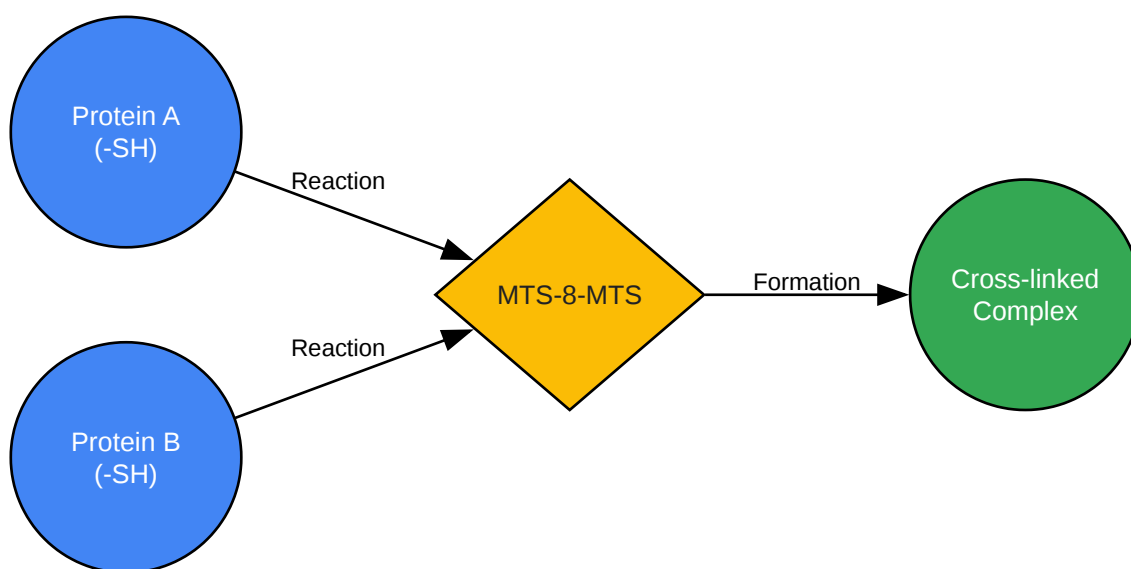 Protein A
(-SH)
Reaction
MTS-8-MTS
Formation
Cross-linked
Complex
Reaction
Protein B
(-SH)